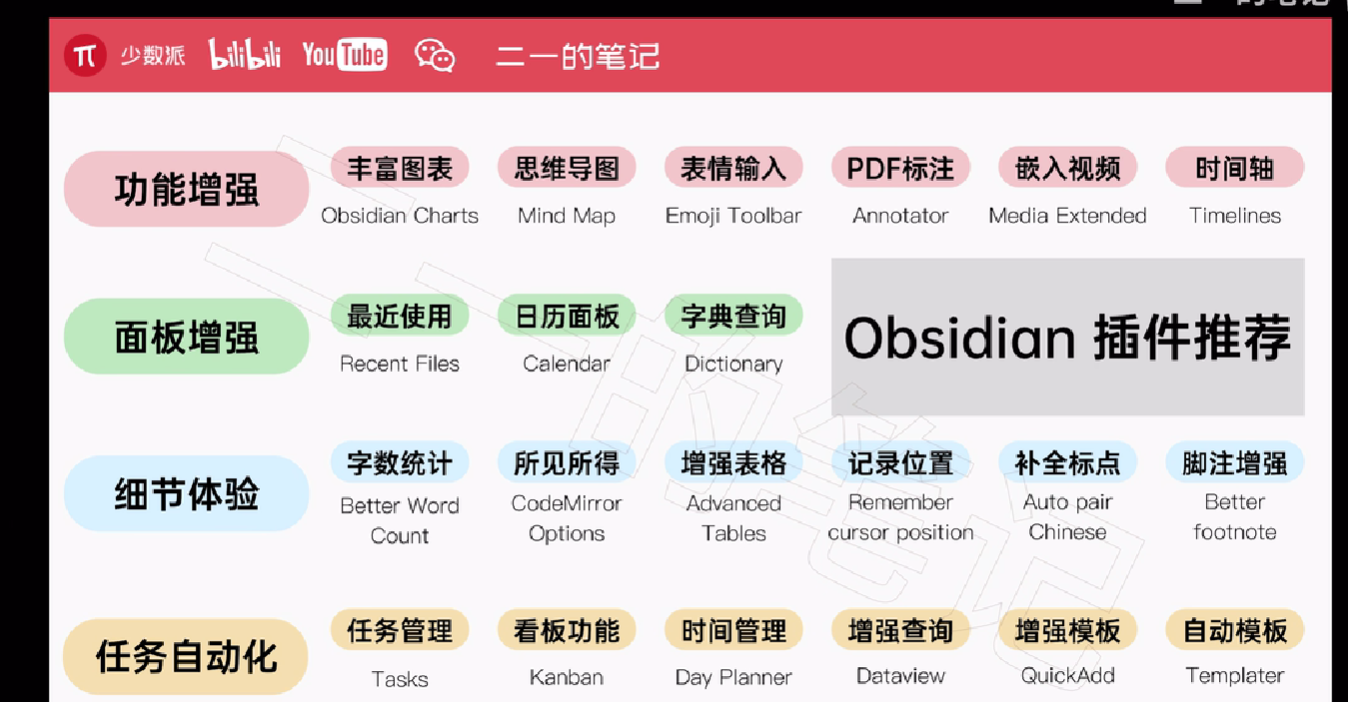 少数派 bilibili YouTube 二一的笔记
功能增强
丰富图表 思维导图 表情输入 PDF标注 嵌入视频 时间轴
Obsidian Charts Mind Map Emoji Toolbar Annotator Media Extended Timelines
面板增强
最近使用 日历面板 字典查询
Recent Files Calendar Dictionary
Obsidian 插件推荐
细节体验
字数统计 所见所得 增强表格 记录位置 补全标点 脚注增强
Better Word CodeMirror Advanced Remember Auto pair Better
Count Options Tables cursor position Chinese footnote
任务自动化
任务管理 看板功能 时间管理 增强查询 增强模板 自动模板
Tasks Kanban Day Planner Dataview QuickAdd Templater
二一的笔记